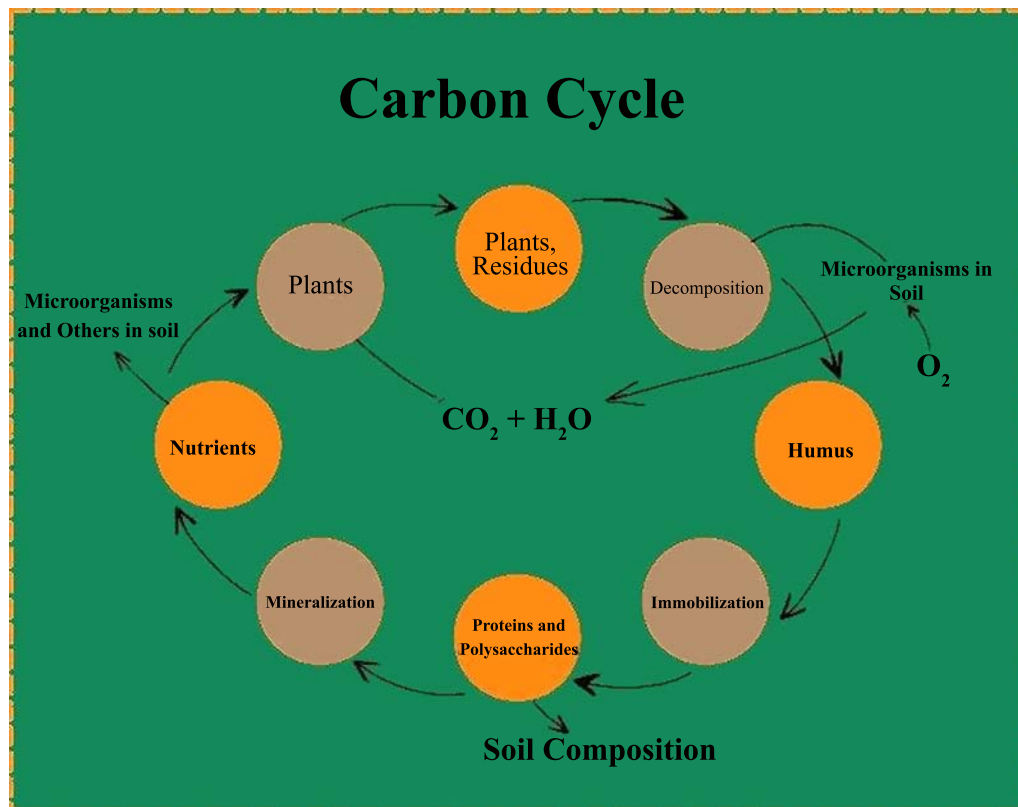 Carbon Cycle
Plants,
Residues
Plants
Decomposition
Microorganisms in
Soil
Microorganisms
and Others in soil
O₂
CO₂ + H₂O
Nutrients
Humus
Mineralization
Immobilization
Proteins and
Polysaccharides
Soil Composition